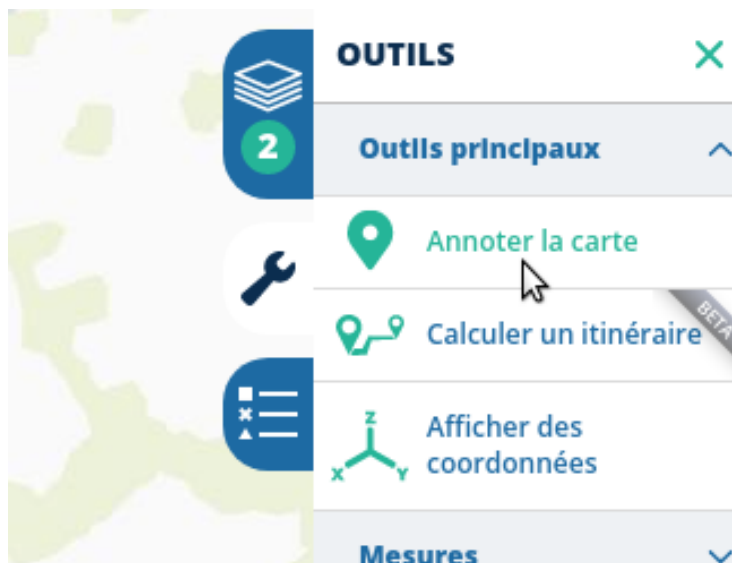 OUTILS
2
Outils principaux
Annoter la carte
BETA
Calculer un itinéraire
Z
X
Y
Afficher des
coordonnées
Mesures